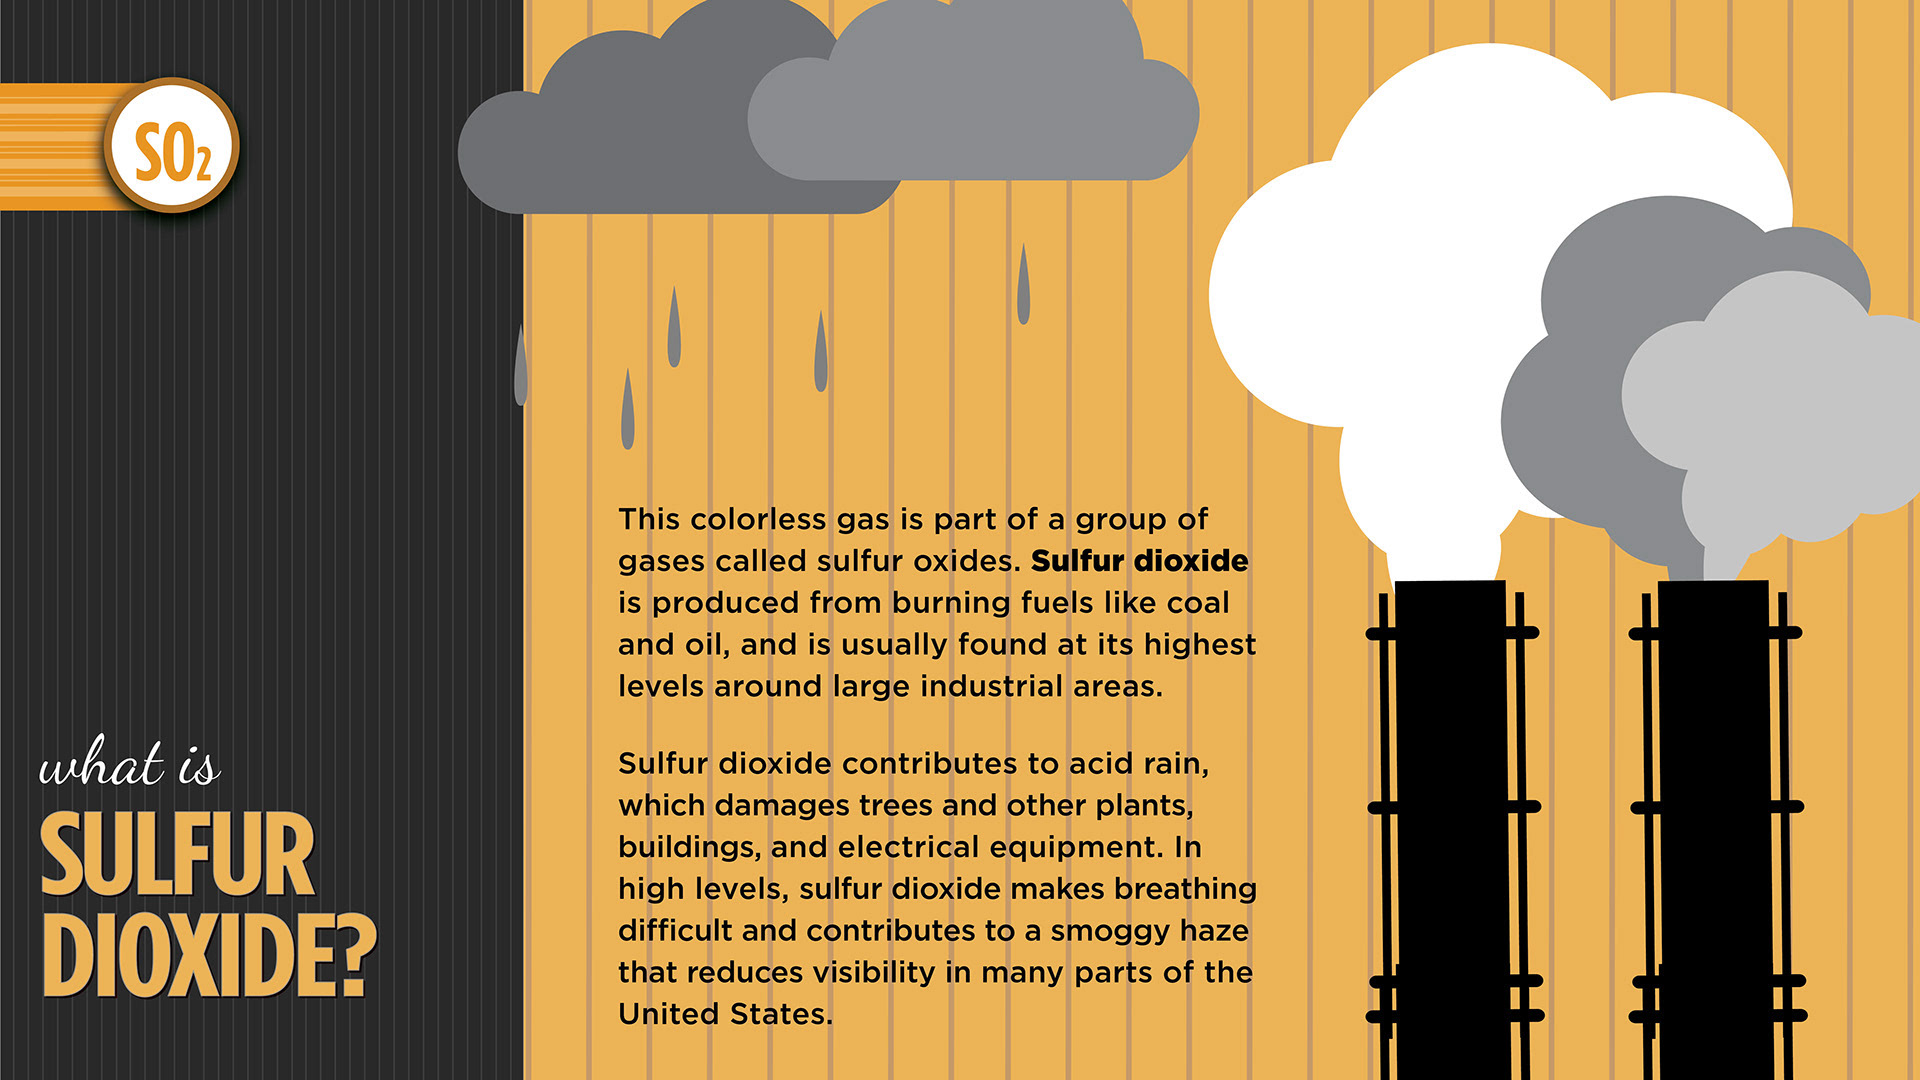 SO₂
what is
SULFUR
DIOXIDE?
This colorless gas is part of a group of
gases called sulfur oxides. Sulfur dioxide
is produced from burning fuels like coal
and oil, and is usually found at its highest
levels around large industrial areas.
Sulfur dioxide contributes to acid rain,
which damages trees and other plants,
buildings, and electrical equipment. In
high levels, sulfur dioxide makes breathing
difficult and contributes to a smoggy haze
that reduces visibility in many parts of the
United States.